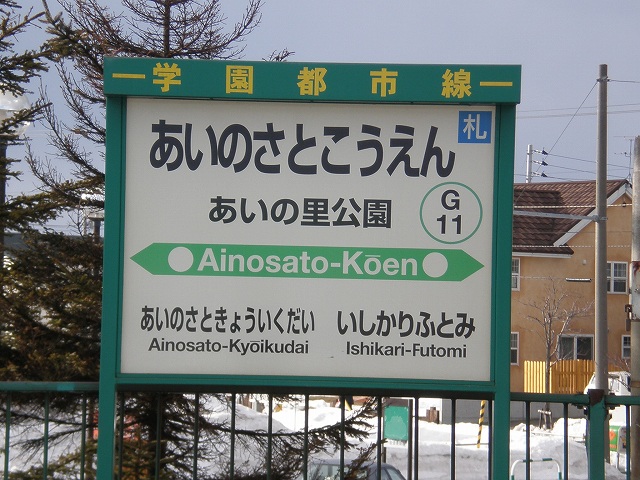 学園都市線
札
あいのさとこうえん
あいの里公園
G
11
Ainosato-Kōen
あいのさときょういくだい いしかりふとみ
Ainosato-Kyōikudai Ishikari-Futomi